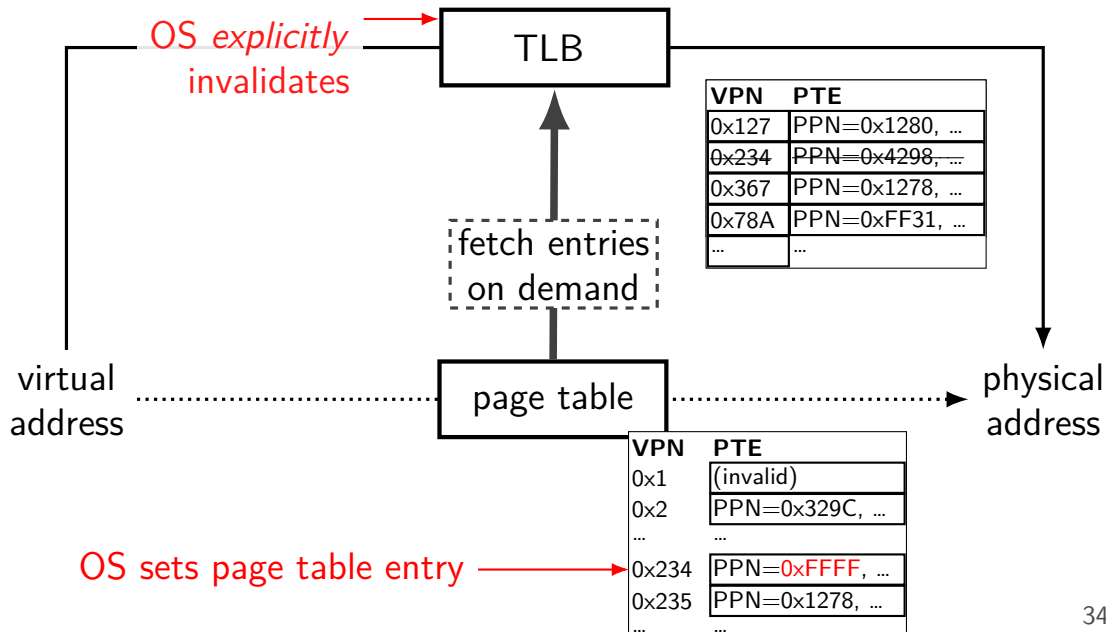 OS explicitly
invalidates
TLB
VPN PTE
0x127 PPN=0x1280, ...
0x234 PPN=0x4298, ...
0x367 PPN=0x1278, ...
0x78A PPN=0xFF31, ...
... ...
fetch entries
on demand
virtual
address
page table
physical
address
VPN PTE
0x1 (invalid)
0x2 PPN=0x329C, ...
... ...
OS sets page table entry
0x234 PPN=0xFFFF, ...
0x235 PPN=0x1278, ...
... ...
34